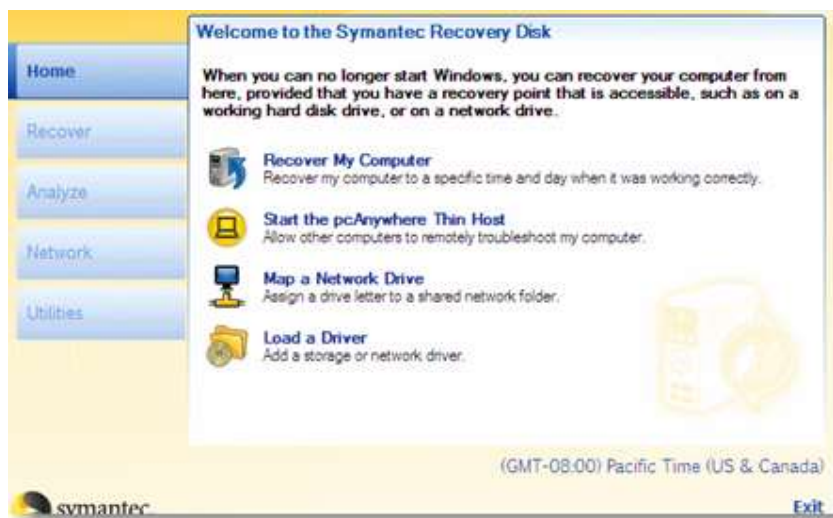 Welcome to the Symantec Recovery Disk
Home
When you can no longer start Windows, you can recover your computer from
here, provided that you have a recovery point that is accessible, such as on a
working hard disk drive, or on a network drive.
Recover
Analyze
Network
Utilities
Recover My Computer
Recover my computer to a specific time and day when it was working correctly.
Start the pcAnywhere Thin Host
Allow other computers to remotely troubleshoot my computer.
Map a Network Drive
Assign a drive letter to a shared network folder.
Load a Driver
Add a storage or network driver.
(GMT-08:00) Pacific Time (US & Canada)
symantec.
Exit